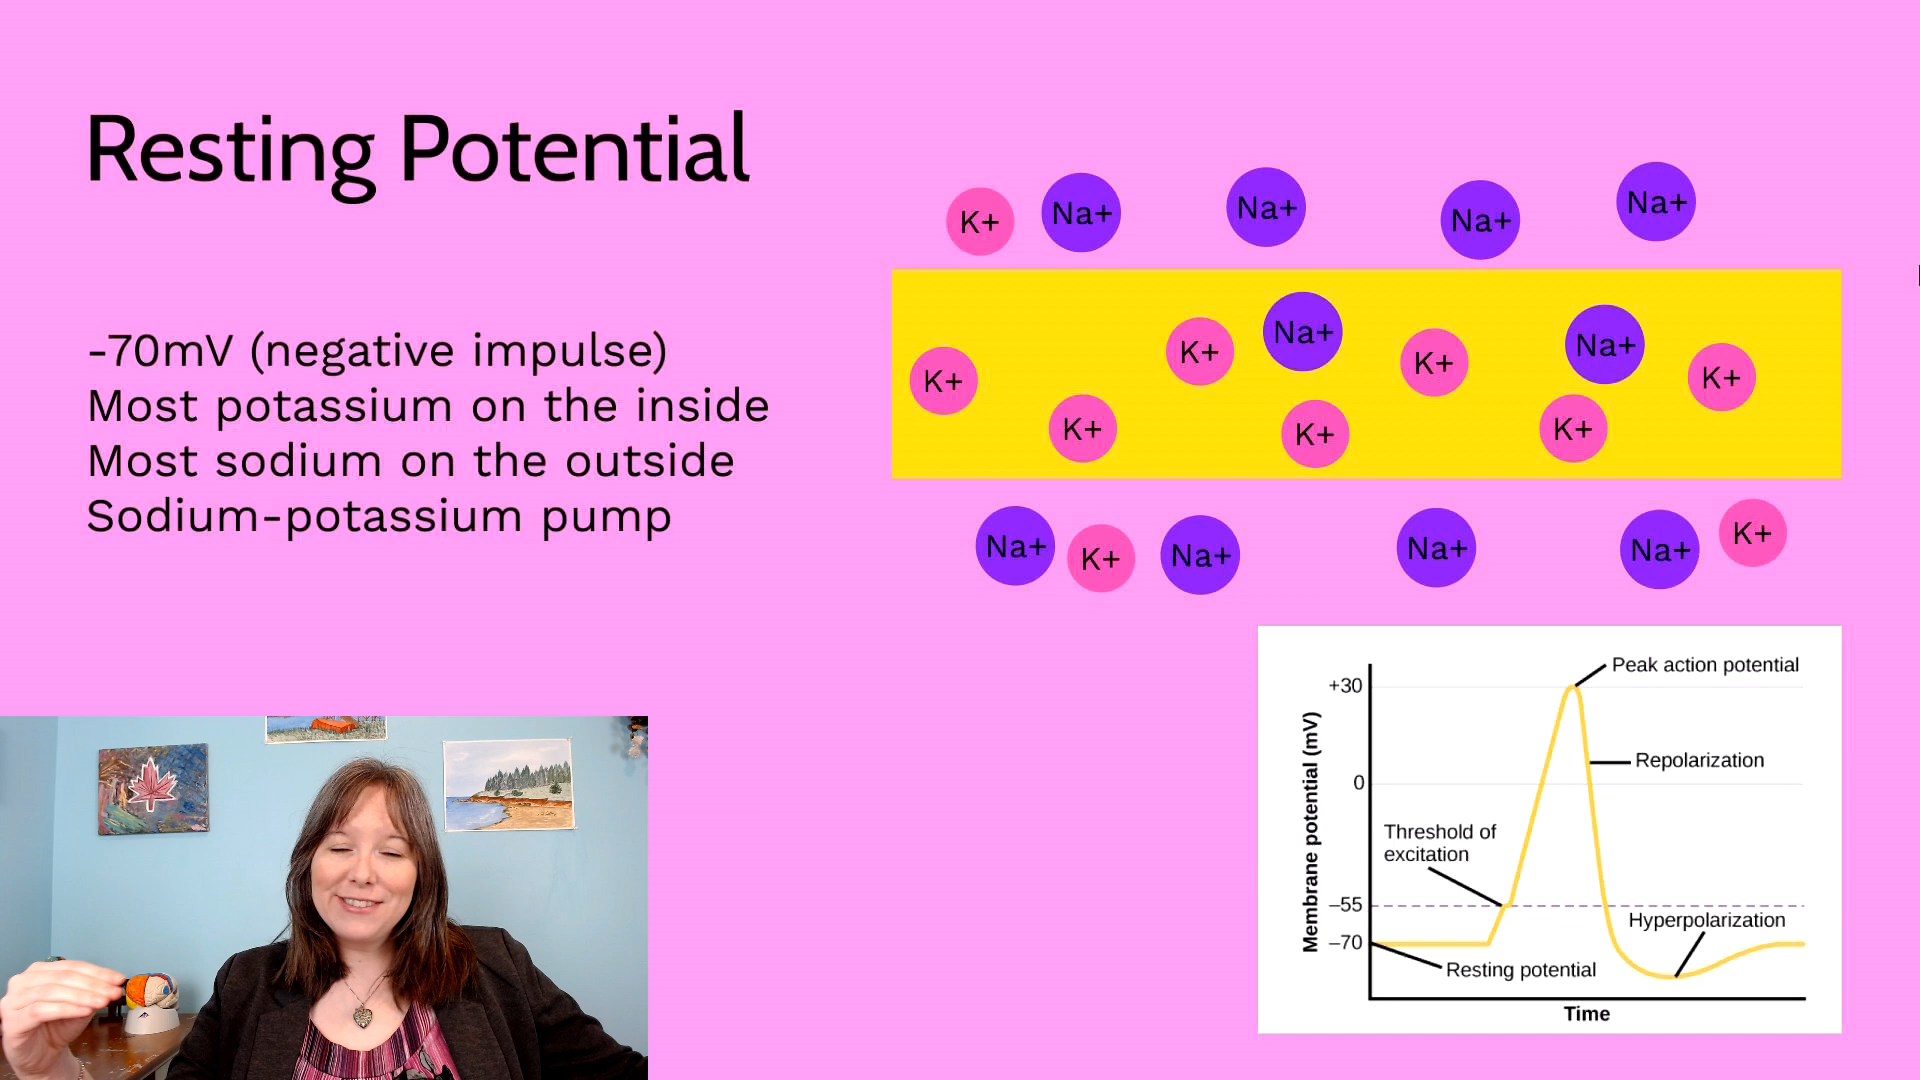 Resting Potential
-70mV (negative impulse)
Most potassium on the inside
Most sodium on the outside
Sodium-potassium pump
K+ Na+ Na+ Na+ Na+
K+ K+ Na+ K+ Na+ K+
K+ K+ K+
Na+ K+ Na+ Na+ Na+ K+
Peak action potential
+30
Repolarization
0
Threshold of
excitation
-55
Hyperpolarization
-70
Resting potential
Membrane potential (mV)
Time